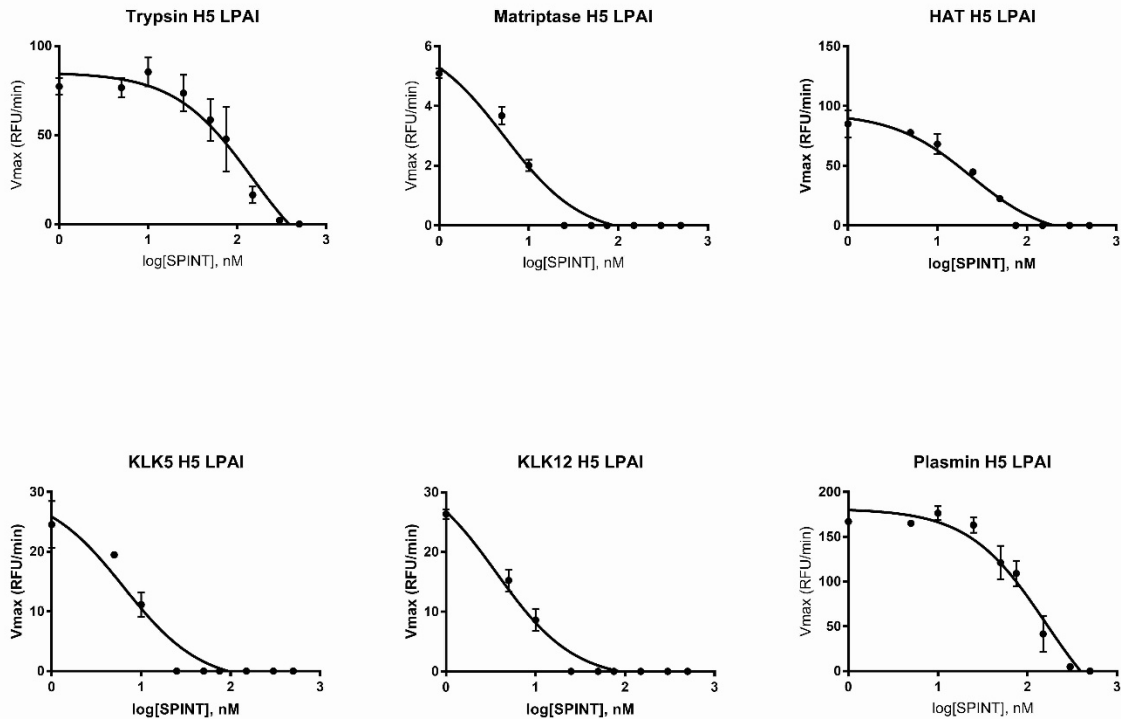 Trypsin H5 LPAI
Vmax (RFU/min)
100
50
0
0 1 2 3
log[SPINT], nM
Matriptase H5 LPAI
Vmax (RFU/min)
6
4
2
0
0 1 2 3
log[SPINT], nM
HAT H5 LPAI
Vmax (RFU/min)
150
100
50
0
0 1 2 3
log[SPINT], nM
KLK5 H5 LPAI
Vmax (RFU/min)
30
20
10
0
0 1 2 3
log[SPINT], nM
KLK12 H5 LPAI
Vmax (RFU/min)
30
20
10
0
0 1 2 3
log[SPINT], nM
Plasmin H5 LPAI
Vmax (RFU/min)
200
150
100
50
0
0 1 2 3
log[SPINT], nM